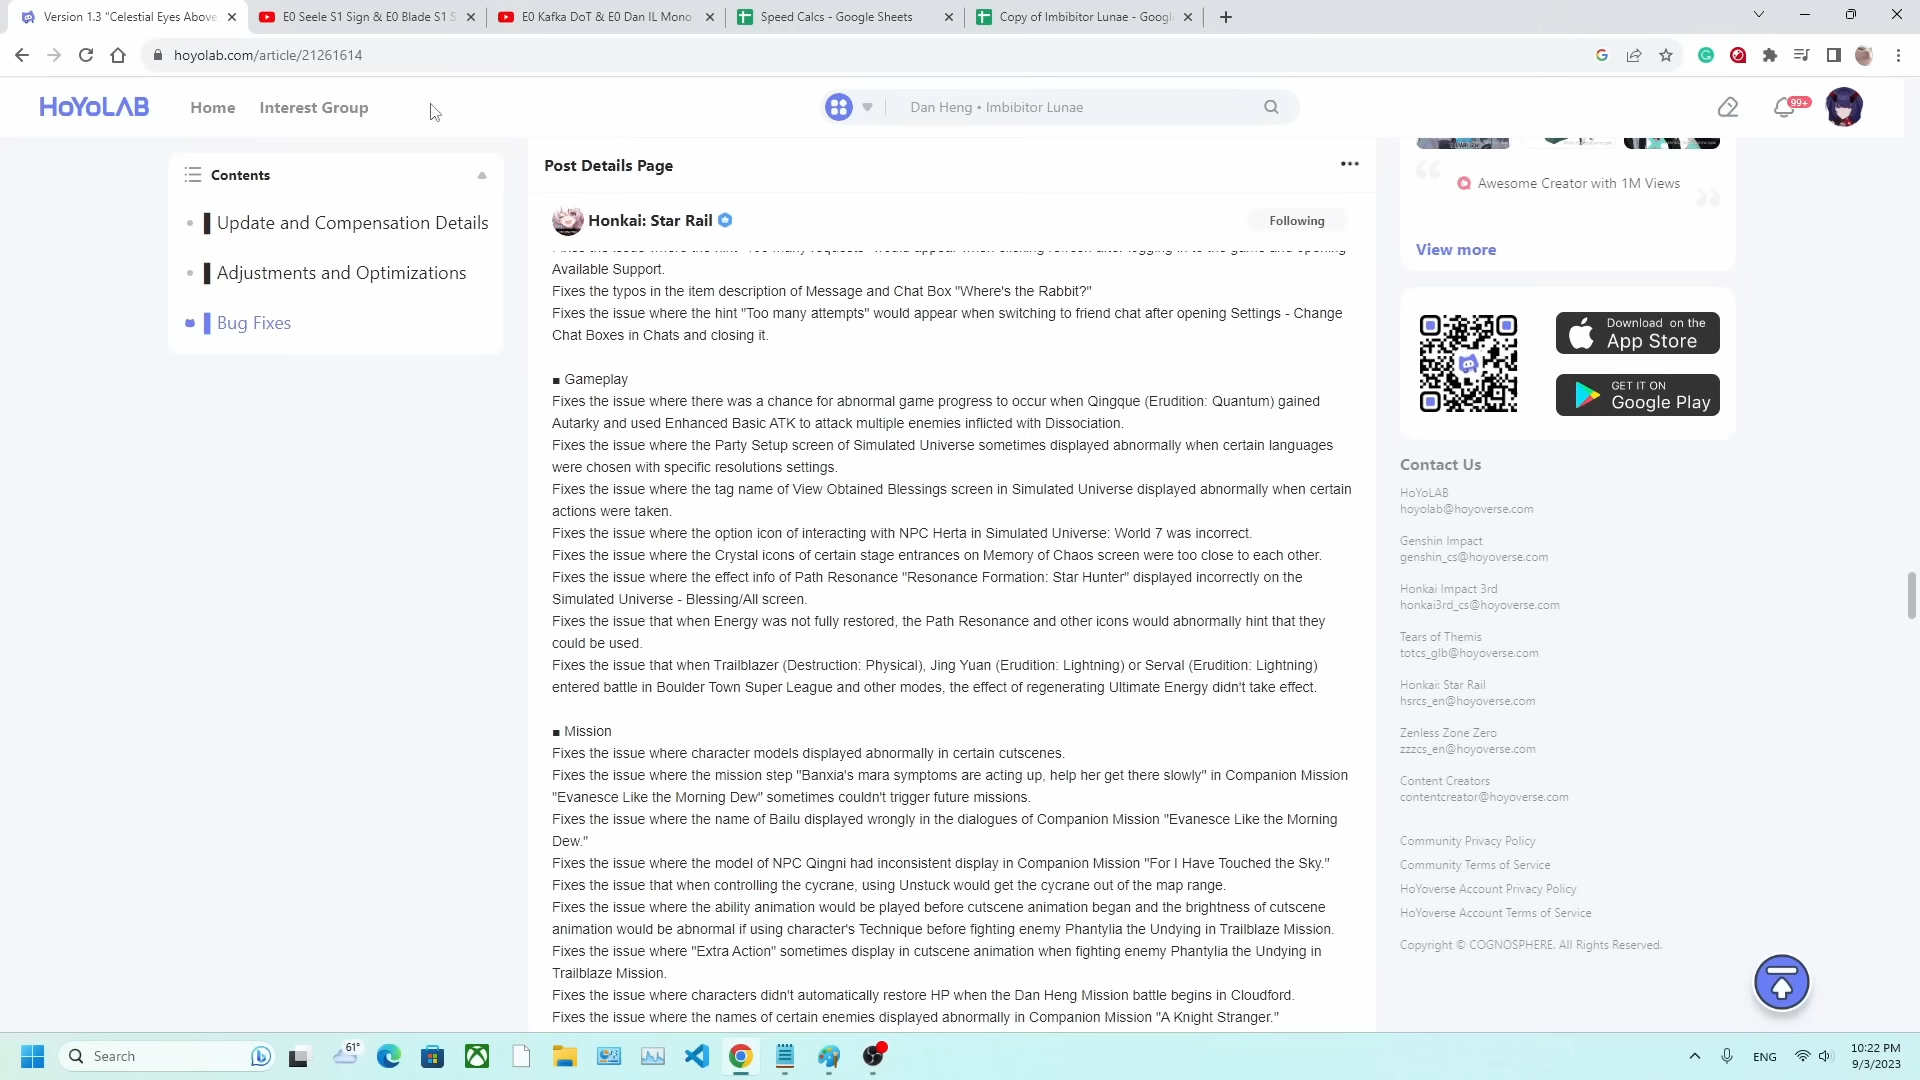 Version 1.3 "Celestial Eyes Above
E0 Seele S1 Sign & E0 Blade S1 S
E0 Kafka DoT & E0 Dan IL Mono
Speed Calcs - Google Sheets
Copy of Imbibitor Lunae - Googl
hoyolab.com/article/21261614
HoYoLAB
Home
Interest Group
Dan Heng • Imbibitor Lunae
99+
Contents
Update and Compensation Details
Adjustments and Optimizations
Bug Fixes
Post Details Page
Honkai: Star Rail
Following
Fixes the issue where the hint "Too many requests" would appear when clicking refresh after logging in to the game and opening
Available Support.
Fixes the typos in the item description of Message and Chat Box "Where's the Rabbit?"
Fixes the issue where the hint "Too many attempts" would appear when switching to friend chat after opening Settings - Change
Chat Boxes in Chats and closing it.
■ Gameplay
Fixes the issue where there was a chance for abnormal game progress to occur when Qingque (Erudition: Quantum) gained
Autarky and used Enhanced Basic ATK to attack multiple enemies inflicted with Dissociation.
Fixes the issue where the Party Setup screen of Simulated Universe sometimes displayed abnormally when certain languages
were chosen with specific resolutions settings.
Fixes the issue where the tag name of View Obtained Blessings screen in Simulated Universe displayed abnormally when certain
actions were taken.
Fixes the issue where the option icon of interacting with NPC Herta in Simulated Universe: World 7 was incorrect.
Fixes the issue where the Crystal icons of certain stage entrances on Memory of Chaos screen were too close to each other.
Fixes the issue where the effect info of Path Resonance "Resonance Formation: Star Hunter" displayed incorrectly on the
Simulated Universe - Blessing/All screen.
Fixes the issue that when Energy was not fully restored, the Path Resonance and other icons would abnormally hint that they
could be used.
Fixes the issue that when Trailblazer (Destruction: Physical), Jing Yuan (Erudition: Lightning) or Serval (Erudition: Lightning)
entered battle in Boulder Town Super League and other modes, the effect of regenerating Ultimate Energy didn't take effect.
■ Mission
Fixes the issue where character models displayed abnormally in certain cutscenes.
Fixes the issue where the mission step "Banxia's mara symptoms are acting up, help her get there slowly" in Companion Mission
"Evanesce Like the Morning Dew" sometimes couldn't trigger future missions.
Fixes the issue where the name of Bailu displayed wrongly in the dialogues of Companion Mission "Evanesce Like the Morning
Dew."
Fixes the issue where the model of NPC Qingni had inconsistent display in Companion Mission "For I Have Touched the Sky."
Fixes the issue that when controlling the cycrane, using Unstuck would get the cycrane out of the map range.
Fixes the issue where the ability animation would be played before cutscene animation began and the brightness of cutscene
animation would be abnormal if using character's Technique before fighting enemy Phantylia the Undying in Trailblaze Mission.
Fixes the issue where "Extra Action" sometimes display in cutscene animation when fighting enemy Phantylia the Undying in
Trailblaze Mission.
Fixes the issue where characters didn't automatically restore HP when the Dan Heng Mission battle begins in Cloudford.
Fixes the issue where the names of certain enemies displayed abnormally in Companion Mission "A Knight Stranger."
Awesome Creator with 1M Views
View more
Download on the
App Store
GET IT ON
Google Play
Contact Us
HoYoLAB
hoyolab@hoyoverse.com
Genshin Impact
genshin_cs@hoyoverse.com
Honkai Impact 3rd
honkai3rd_cs@hoyoverse.com
Tears of Themis
totcs_glb@hoyoverse.com
Honkai: Star Rail
hsrcs_en@hoyoverse.com
Zenless Zone Zero
zzzcs_en@hoyoverse.com
Content Creators
contentcreator@hoyoverse.com
Community Privacy Policy
Community Terms of Service
HoYoverse Account Privacy Policy
HoYoverse Account Terms of Service
Copyright © COGNOSPHERE. All Rights Reserved.
Search
61°
ENG
10:22 PM
9/3/2023